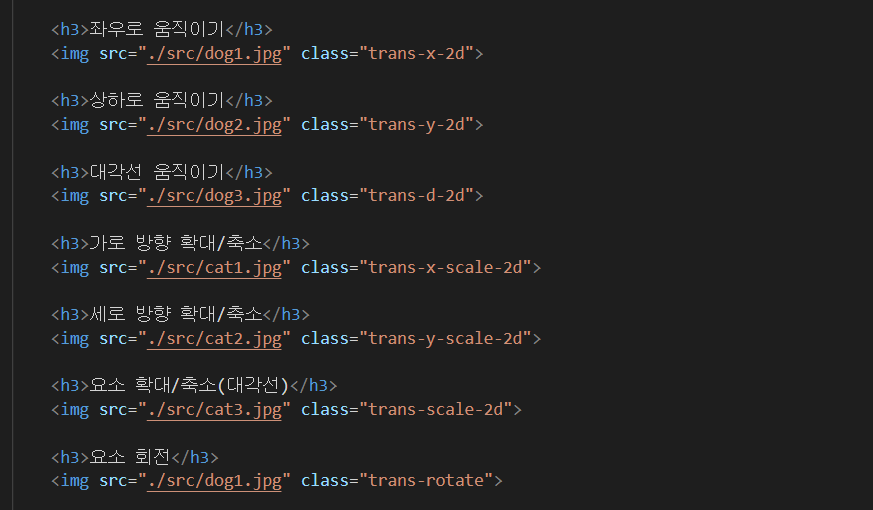 <h3>좌우로 움직이기</h3>
<img src="./src/dog1.jpg" class="trans-x-2d">
<h3>상하로 움직이기</h3>
<img src="./src/dog2.jpg" class="trans-y-2d">
<h3>대각선 움직이기</h3>
<img src="./src/dog3.jpg" class="trans-d-2d">
<h3>가로 방향 확대/축소</h3>
<img src="./src/cat1.jpg" class="trans-x-scale-2d">
<h3>세로 방향 확대/축소</h3>
<img src="./src/cat2.jpg" class="trans-y-scale-2d">
<h3>요소 확대/축소(대각선)</h3>
<img src="./src/cat3.jpg" class="trans-scale-2d">
<h3>요소 회전</h3>
<img src="./src/dog1.jpg" class="trans-rotate">